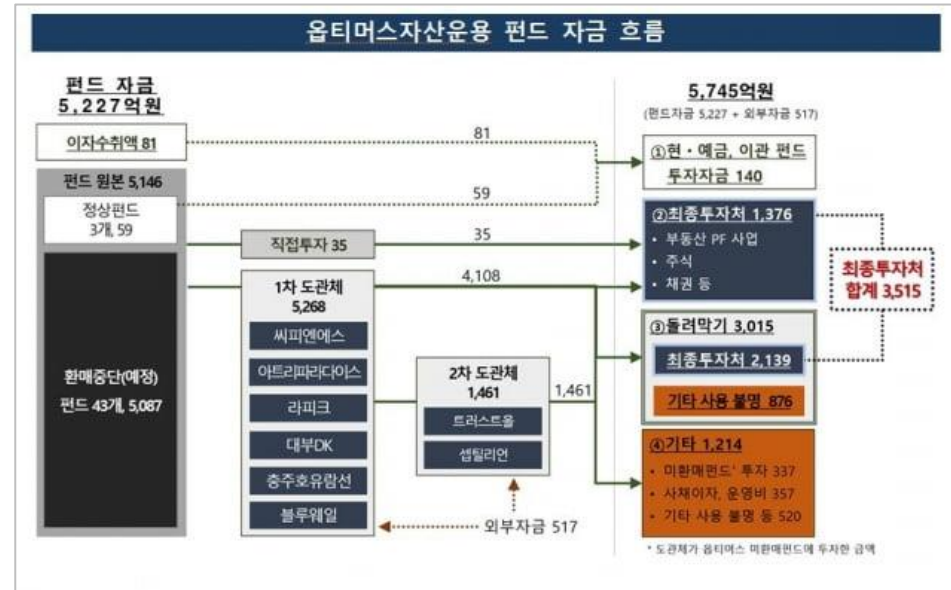 옵티머스자산운용 펀드 자금 흐름
펀드 자금
5,227억원
이자수취액 81
펀드 원본 5,146
정상펀드
3개, 59
환매중단(예정)
펀드 43개, 5,087
직접투자 35
1차 도관체
5,268
씨피엔에스
아트리파라다이스
라피크
대부DK
충주호유람선
블루웨일
2차 도관체
1,461
트러스트올
셉틸리언
외부자금 517
81
59
35
4,108
1,461
5,745억원
(펀드자금 5,227 + 외부자금 517)
①현・예금, 이관 펀드
투자자금 140
②최종투자처 1,376
• 부동산 PF 사업
• 주식
• 채권 등
③돌려막기 3,015
최종투자처 2,139
기타 사용 불명 876
④기타 1,214
• 미환매펀드' 투자 337
• 사채이자, 운영비 357
• 기타 사용 불명 등 520
* 도관체가 옵티머스 미환매펀드에 투자한 금액
최종투자처
합계 3,515